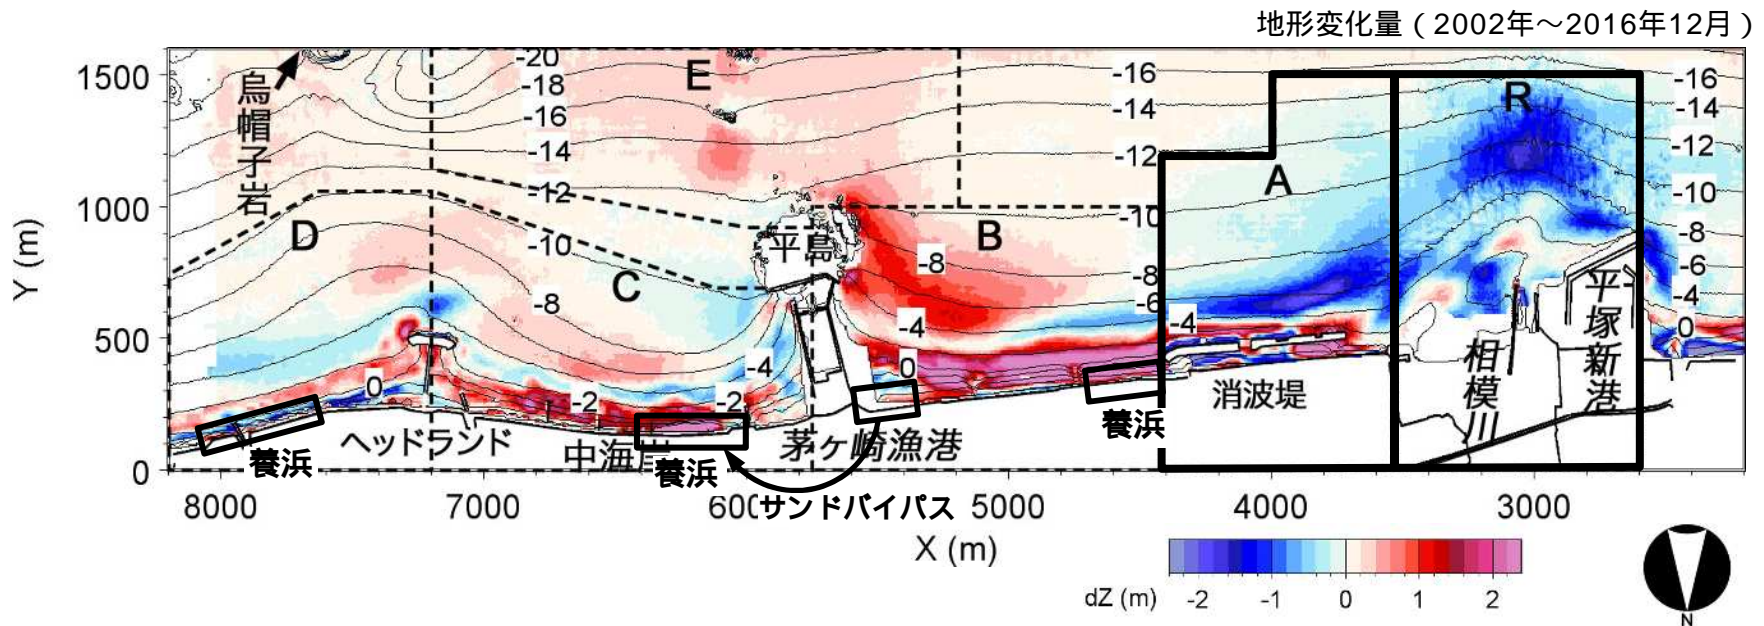 地形変化量（2002年～2016年12月）
1500
1000
500
0
Y (m)
烏帽子岩
-20
-18
-16
-14
-12
-10
-8
E
-16
-14
-12
-10
-8
-6
R
-16
-14
-12
-10
-8
-6
-4
0
A
B
C
D
平島
-8
-4
0
-4
-4
-2
-2
0
平塚新港
相模川
消波堤
養浜
ヘッドランド
養浜
中海岸
養浜
茅ヶ崎漁港
サンドバイパス
8000
7000
600
5000
4000
3000
X (m)
dZ (m)
-2
-1
0
1
2
N